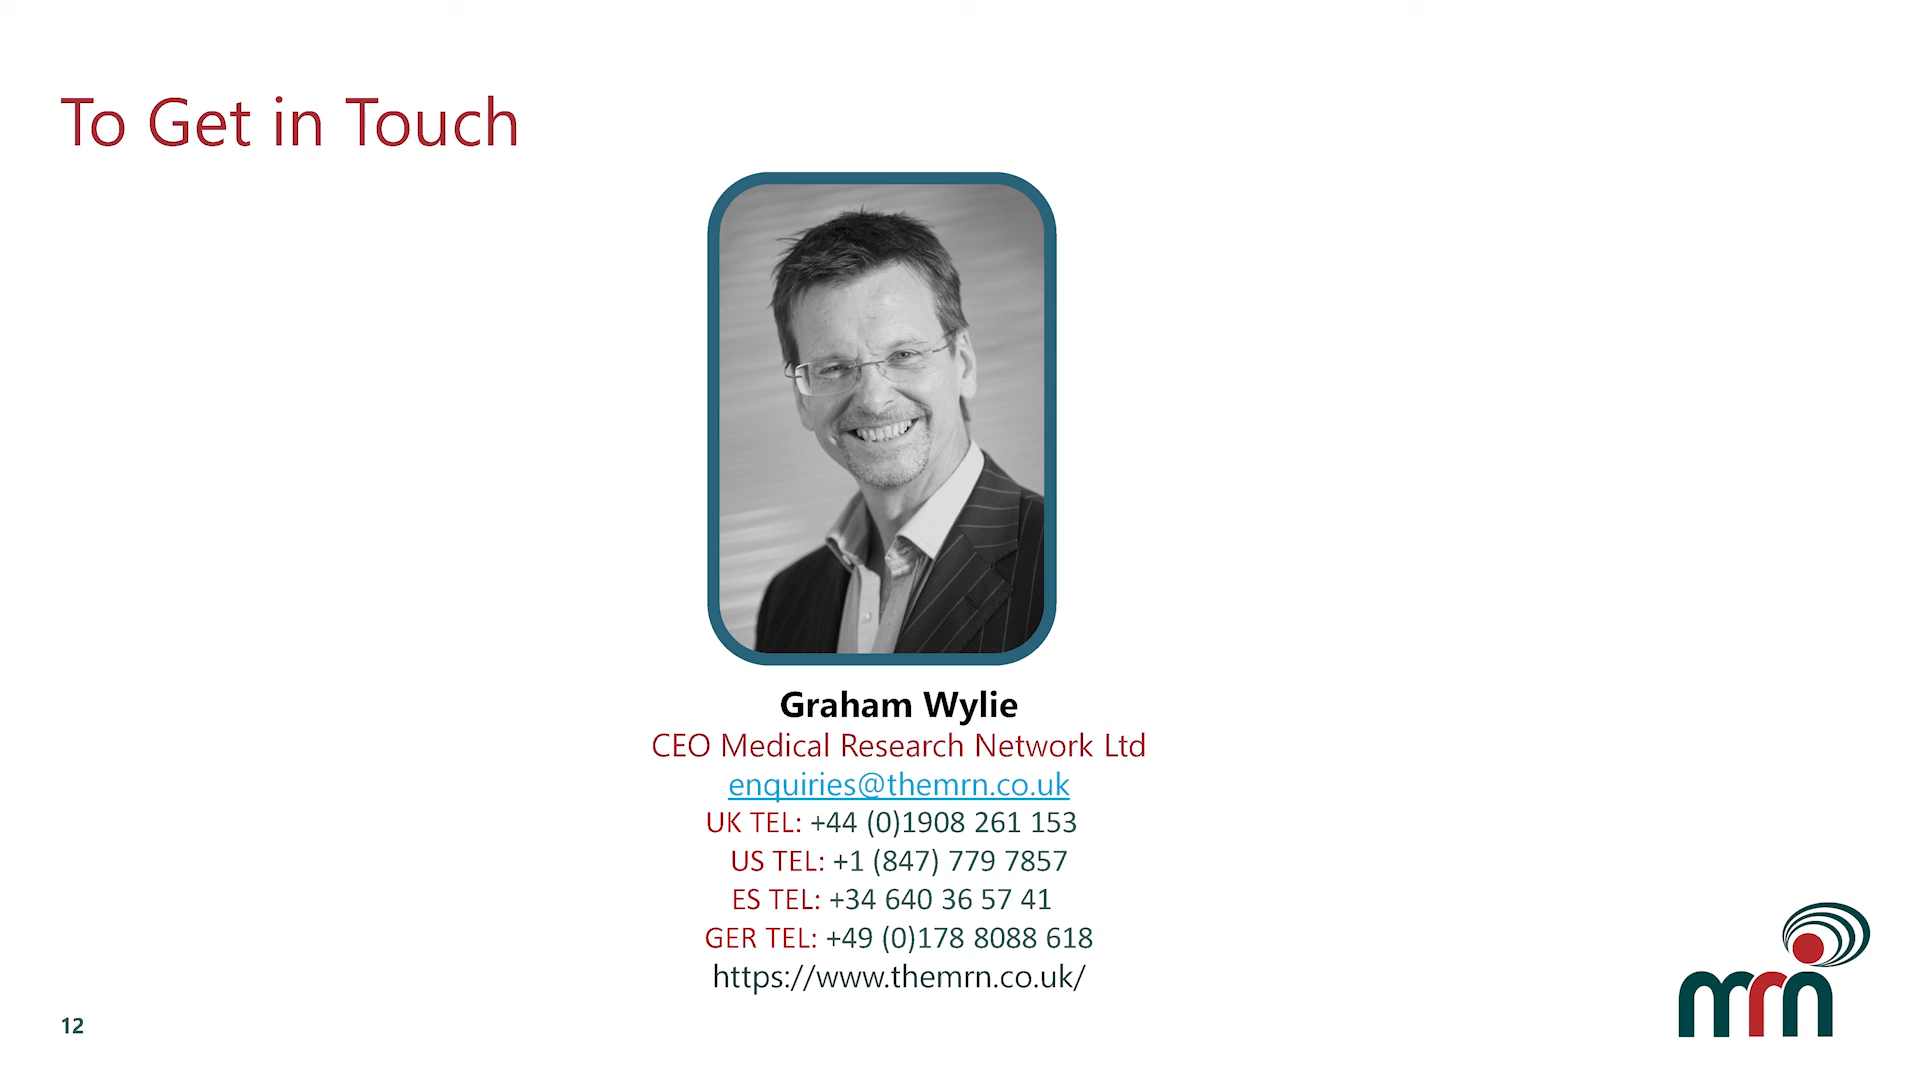 To Get in Touch
Graham Wylie
CEO Medical Research Network Ltd
enquiries@themrn.co.uk
UK TEL: +44 (0)1908 261 153
US TEL: +1 (847) 779 7857
ES TEL: +34 640 36 57 41
GER TEL: +49 (0)178 8088 618
https://www.themrn.co.uk/
mrn
12